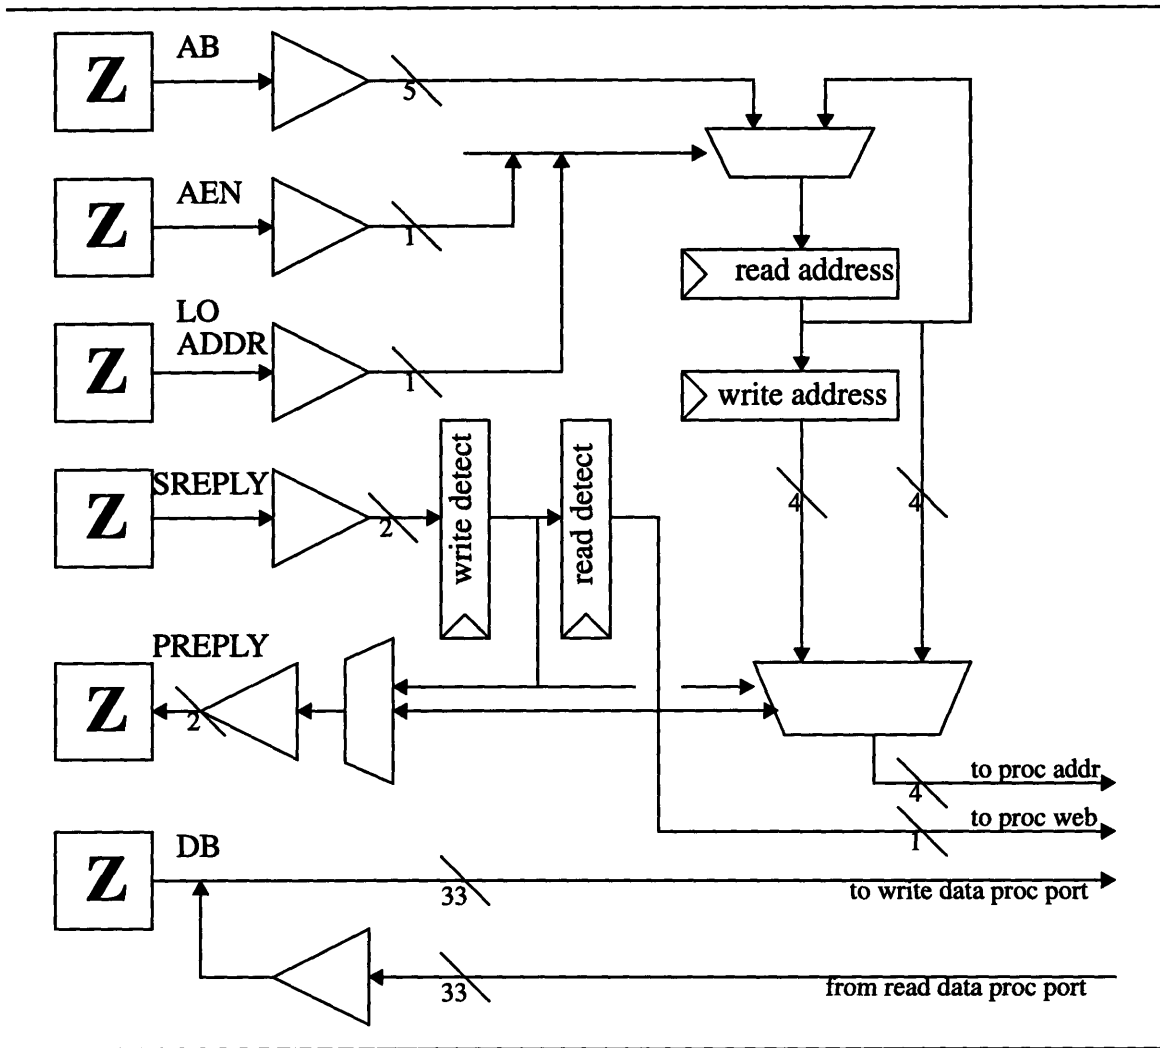 AB
Z
5
AEN
Z
1
read address
LO
ADDR
Z
1
write address
SREPLY
Z
2
write detect
read detect
4
4
PREPLY
Z
2
to proc addr
4
to proc web
1
DB
Z
33
to write data proc port
33
from read data proc port